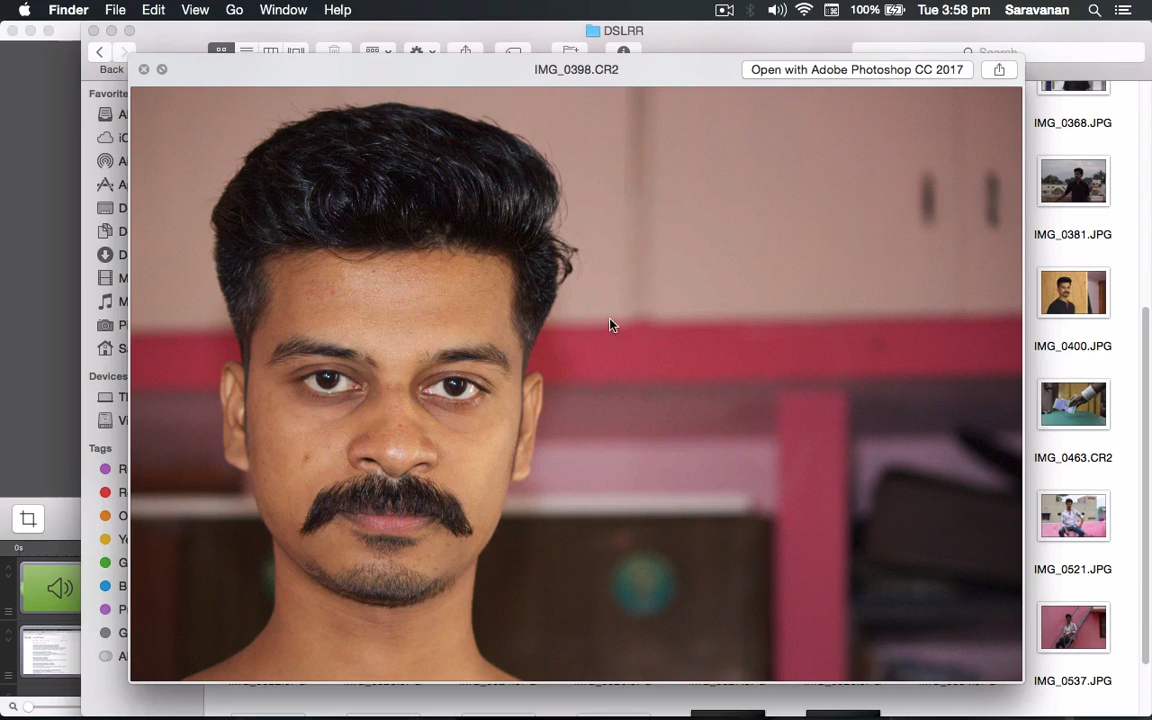 Finder File Edit View Go Window Help 100% Tue 3:58 pm Saravanan
DSLRR
Back
Search
IMG_0398.CR2
Open with Adobe Photoshop CC 2017
Favorite
Devices
Tags
IMG_0368.JPG
IMG_0381.JPG
IMG_0400.JPG
IMG_0463.CR2
IMG_0521.JPG
IMG_0537.JPG
0s